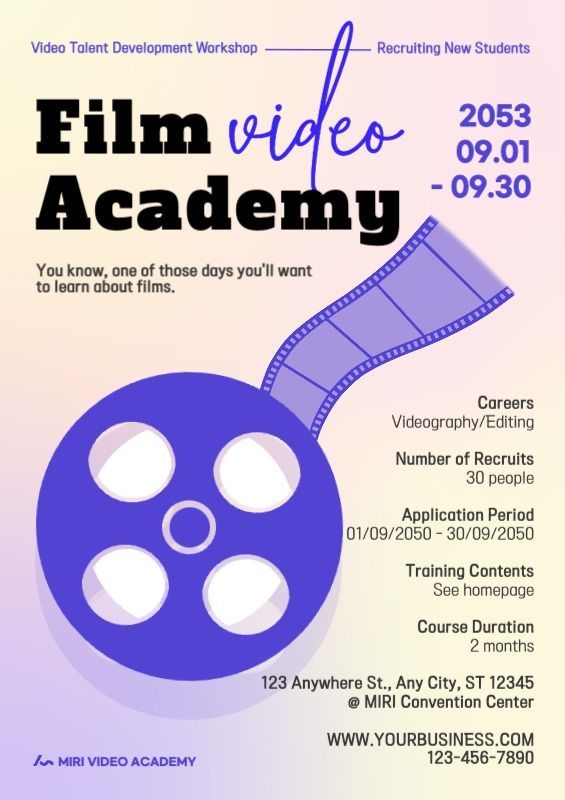 Video Talent Development Workshop
Recruiting New Students
Film video
Academy
2053
09.01
- 09.30
You know, one of those days you'll want
to learn about films.
Careers
Videography/Editing
Number of Recruits
30 people
Application Period
01/09/2050 - 30/09/2050
Training Contents
See homepage
Course Duration
2 months
123 Anywhere St., Any City, ST 12345
@ MIRI Convention Center
WWW.YOURBUSINESS.COM
123-456-7890
MIRI VIDEO ACADEMY